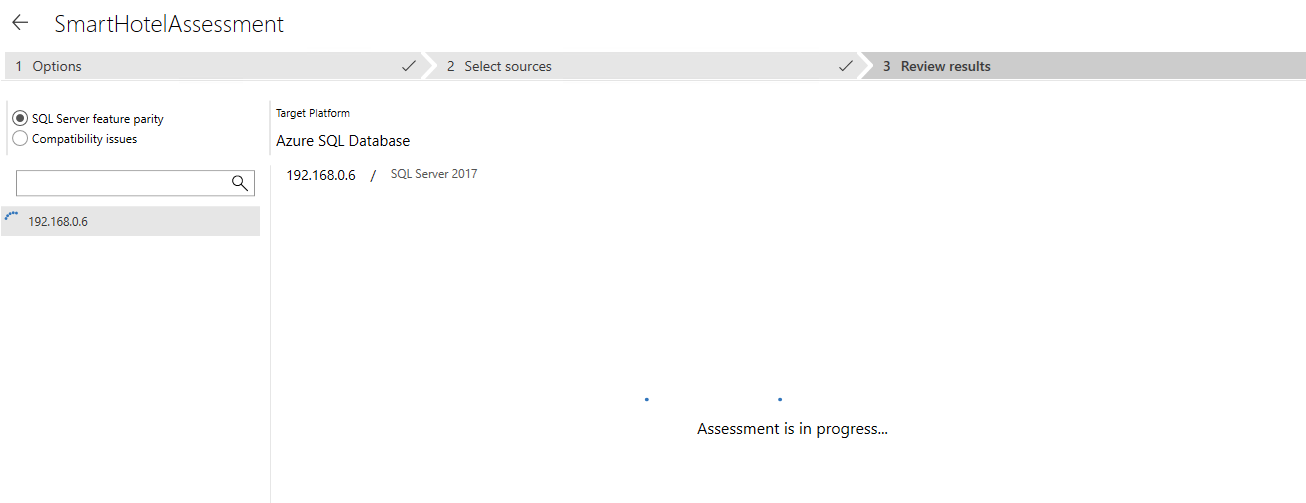 SmartHotelAssessment
1 Options
2 Select sources
3 Review results
SQL Server feature parity
Compatibility issues
192.168.0.6
Target Platform
Azure SQL Database
192.168.0.6 / SQL Server 2017
Assessment is in progress...